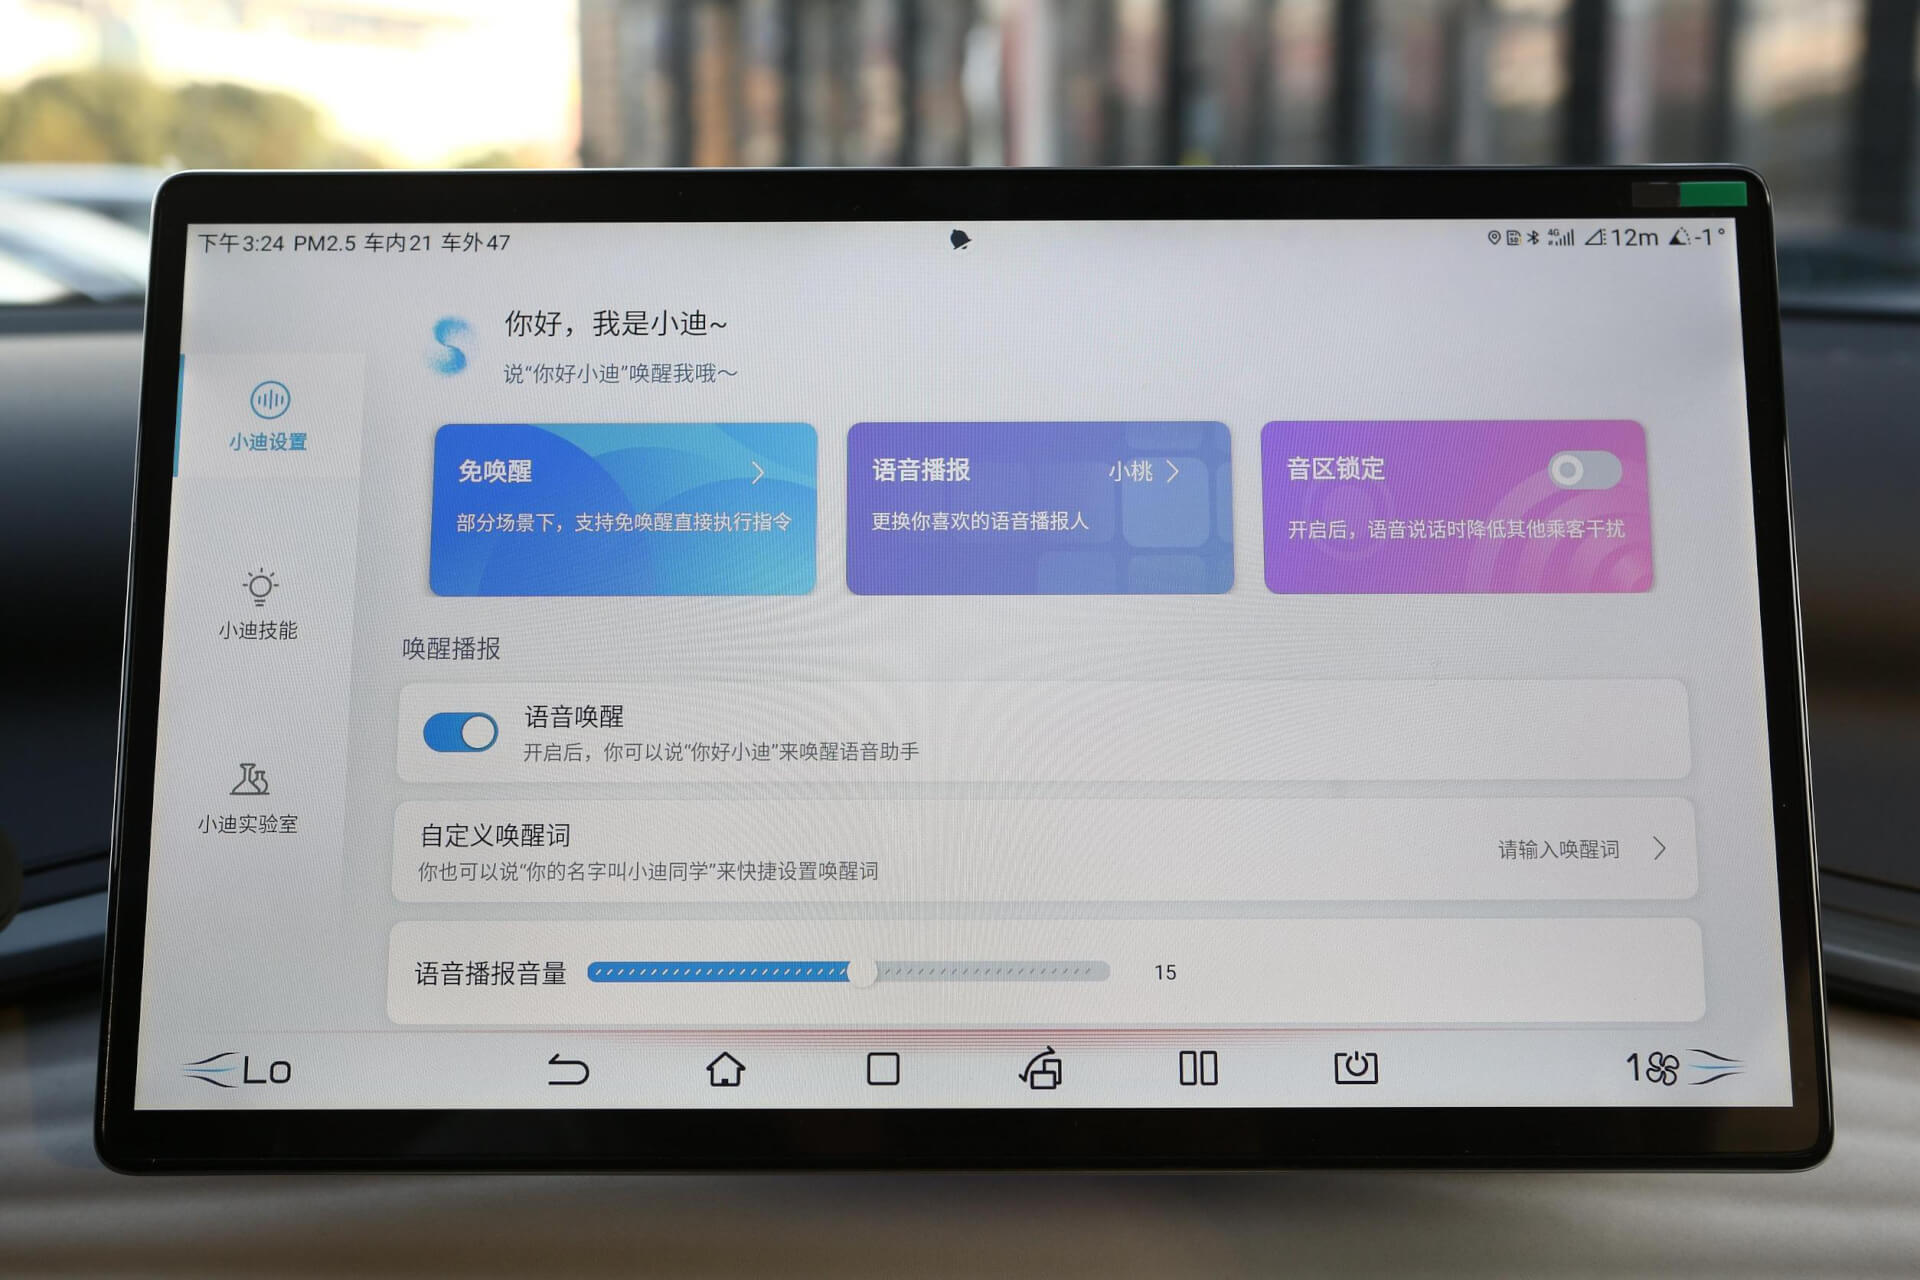 下午3:24 PM2.5 车内21 车外47
4G 12m -1°
你好，我是小迪~
说“你好小迪”唤醒我哦～
小迪设置
小迪技能
小迪实验室
免唤醒
部分场景下，支持免唤醒直接执行指令
语音播报 小桃
更换你喜欢的语音播报人
音区锁定
开启后，语音说话时降低其他乘客干扰
唤醒播报
语音唤醒
开启后，你可以说“你好小迪”来唤醒语音助手
自定义唤醒词
你也可以说“你的名字叫小迪同学”来快捷设置唤醒词
请输入唤醒词
语音播报音量 15
Lo 1